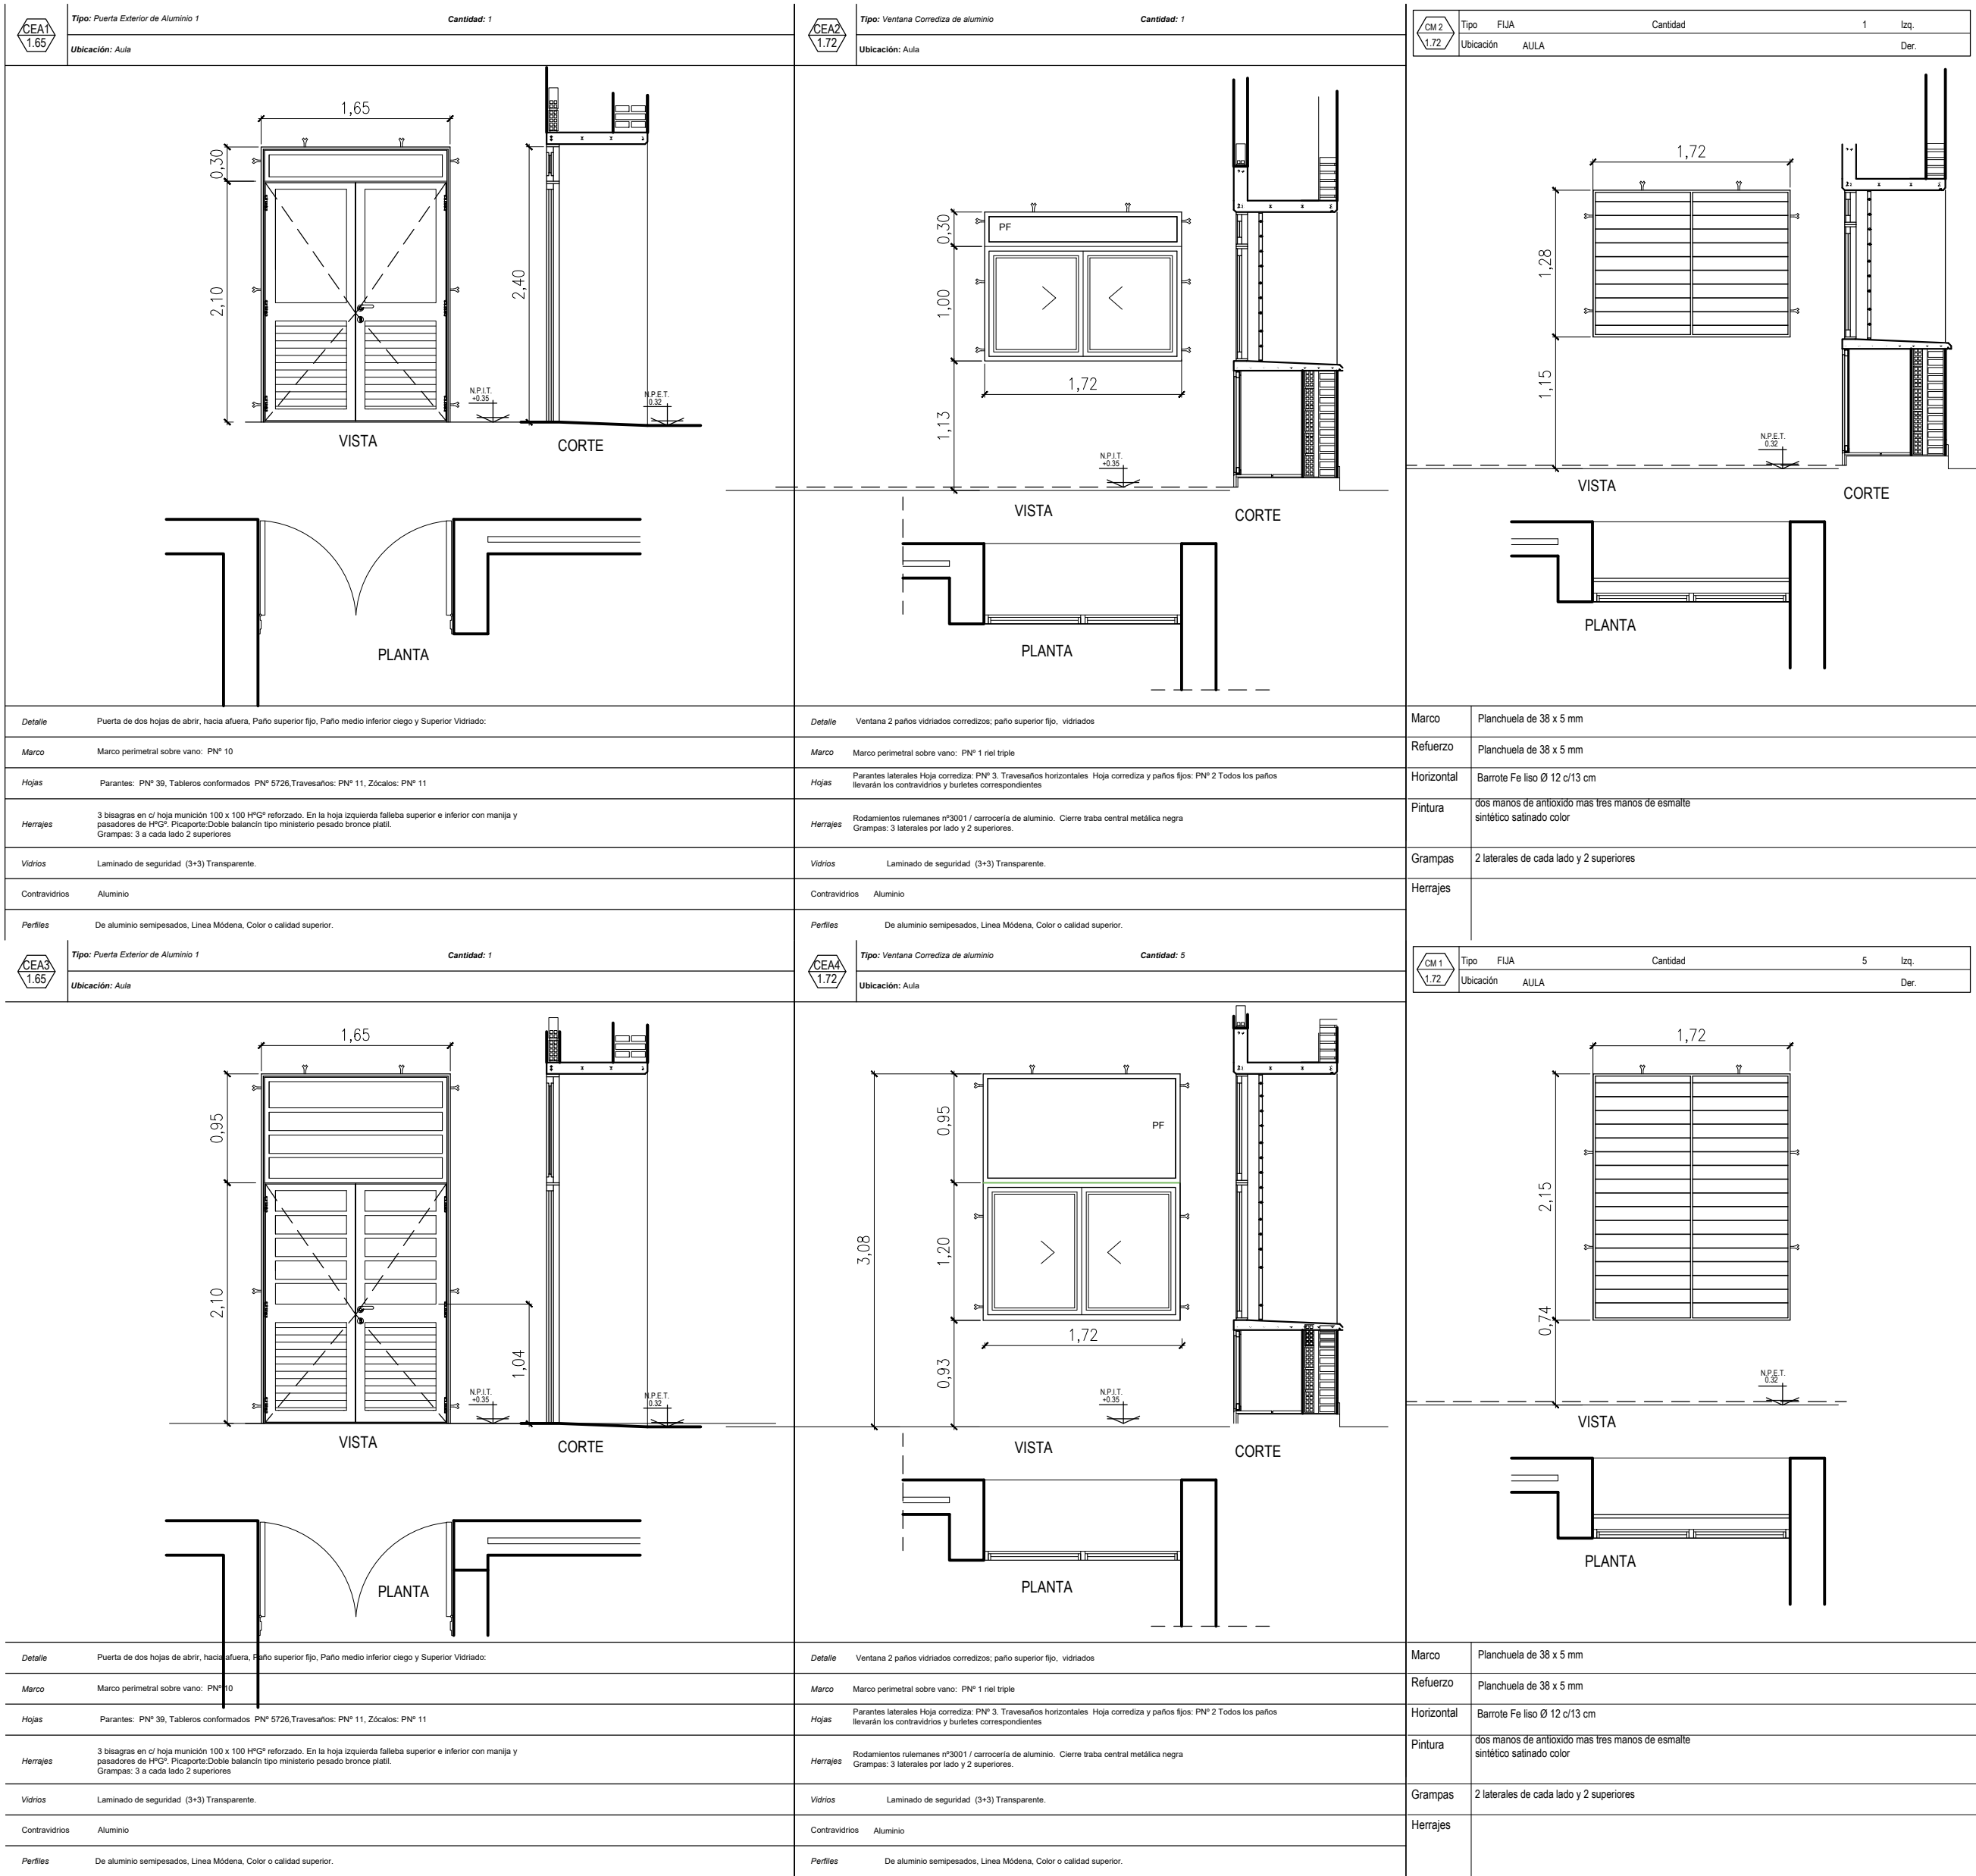 CEA1
1.65
Tipo: Puerta Exterior de Aluminio 1
Cantidad: 1
Ubicación: Aula
1,65
0,30
2,10
2,40
N.P.I.T.
+0.35
N.P.E.T.
0.32
VISTA
CORTE
PLANTA
Detalle Puerta de dos hojas de abrir, hacia afuera, Paño superior fijo, Paño medio inferior ciego y Superior Vidriado:
Marco Marco perimetral sobre vano: PNº 10
Hojas Parantes: PNº 39, Tableros conformados PNº 5726,Travesaños: PNº 11, Zócalos: PNº 11
Herrajes 3 bisagras en c/ hoja munición 100 x 100 HºGº reforzado. En la hoja izquierda falleba superior e inferior con manija y
pasadores de HºGº. Picaporte:Doble balancín tipo ministerio pesado bronce platil.
Grampas: 3 a cada lado 2 superiores
Vidrios Laminado de seguridad (3+3) Transparente.
Contravidrios Aluminio
Perfiles De aluminio semipesados, Linea Módena, Color o calidad superior.
CEA2
1.72
Tipo: Ventana Corrediza de aluminio
Cantidad: 1
Ubicación: Aula
0,30
PF
1,00
1,72
1,13
N.P.I.T.
+0.35
VISTA
CORTE
PLANTA
Detalle Ventana 2 paños vidriados corredizos; paño superior fijo, vidriados
Marco Marco perimetral sobre vano: PNº 1 riel triple
Hojas Parantes laterales Hoja corrediza: PNº 3. Travesaños horizontales Hoja corrediza y paños fijos: PNº 2 Todos los paños
llevarán los contravidrios y burletes correspondientes
Herrajes Rodamientos rulemanes nº3001 / carrocería de aluminio. Cierre traba central metálica negra
Grampas: 3 laterales por lado y 2 superiores.
Vidrios Laminado de seguridad (3+3) Transparente.
Contravidrios Aluminio
Perfiles De aluminio semipesados, Linea Módena, Color o calidad superior.
CM 2
1.72
Tipo FIJA Cantidad 1 Izq.
Ubicación AULA Der.
1,72
1,28
1,15
N.P.E.T.
0.32
VISTA
CORTE
PLANTA
Marco Planchuela de 38 x 5 mm
Refuerzo Planchuela de 38 x 5 mm
Horizontal Barrote Fe liso Ø 12 c/13 cm
Pintura dos manos de antioxido mas tres manos de esmalte
sintético satinado color
Grampas 2 laterales de cada lado y 2 superiores
Herrajes
CEA3
1.65
Tipo: Puerta Exterior de Aluminio 1
Cantidad: 1
Ubicación: Aula
1,65
0,95
2,10
1,04
N.P.I.T.
+0.35
N.P.E.T.
0.32
VISTA
CORTE
PLANTA
Detalle Puerta de dos hojas de abrir, hacia afuera, Paño superior fijo, Paño medio inferior ciego y Superior Vidriado:
Marco Marco perimetral sobre vano: PNº 10
Hojas Parantes: PNº 39, Tableros conformados PNº 5726,Travesaños: PNº 11, Zócalos: PNº 11
Herrajes 3 bisagras en c/ hoja munición 100 x 100 HºGº reforzado. En la hoja izquierda falleba superior e inferior con manija y
pasadores de HºGº. Picaporte:Doble balancín tipo ministerio pesado bronce platil.
Grampas: 3 a cada lado 2 superiores
Vidrios Laminado de seguridad (3+3) Transparente.
Contravidrios Aluminio
Perfiles De aluminio semipesados, Linea Módena, Color o calidad superior.
CEA4
1.72
Tipo: Ventana Corrediza de aluminio
Cantidad: 5
Ubicación: Aula
0,95
PF
3,08
1,20
1,72
0,93
N.P.I.T.
+0.35
VISTA
CORTE
PLANTA
Detalle Ventana 2 paños vidriados corredizos; paño superior fijo, vidriados
Marco Marco perimetral sobre vano: PNº 1 riel triple
Hojas Parantes laterales Hoja corrediza: PNº 3. Travesaños horizontales Hoja corrediza y paños fijos: PNº 2 Todos los paños
llevarán los contravidrios y burletes correspondientes
Herrajes Rodamientos rulemanes nº3001 / carrocería de aluminio. Cierre traba central metálica negra
Grampas: 3 laterales por lado y 2 superiores.
Vidrios Laminado de seguridad (3+3) Transparente.
Contravidrios Aluminio
Perfiles De aluminio semipesados, Linea Módena, Color o calidad superior.
CM 1
1.72
Tipo FIJA Cantidad 5 Izq.
Ubicación AULA Der.
1,72
2,15
0,74
N.P.E.T.
0.32
VISTA
PLANTA
Marco Planchuela de 38 x 5 mm
Refuerzo Planchuela de 38 x 5 mm
Horizontal Barrote Fe liso Ø 12 c/13 cm
Pintura dos manos de antioxido mas tres manos de esmalte
sintético satinado color
Grampas 2 laterales de cada lado y 2 superiores
Herrajes